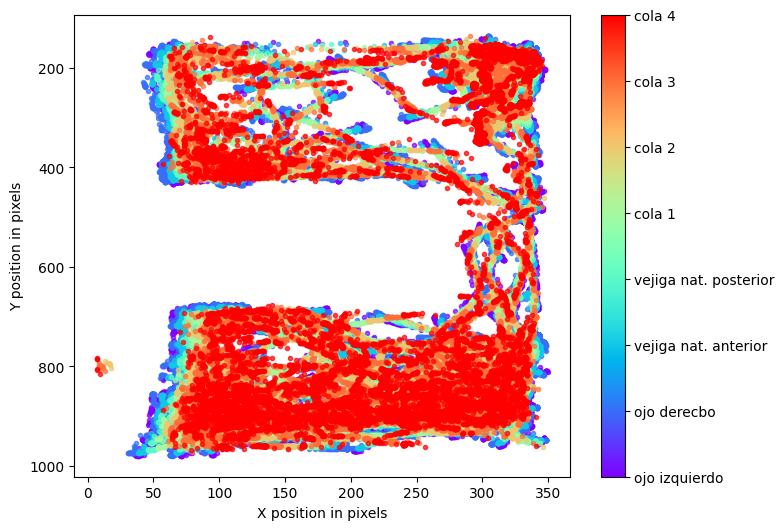 cola 4
cola 3
cola 2
cola 1
vejiga nat. posterior
vejiga nat. anterior
ojo derecbo
ojo izquierdo
200
400
600
800
1000
Y position in pixels
0 50 100 150 200 250 300 350
X position in pixels